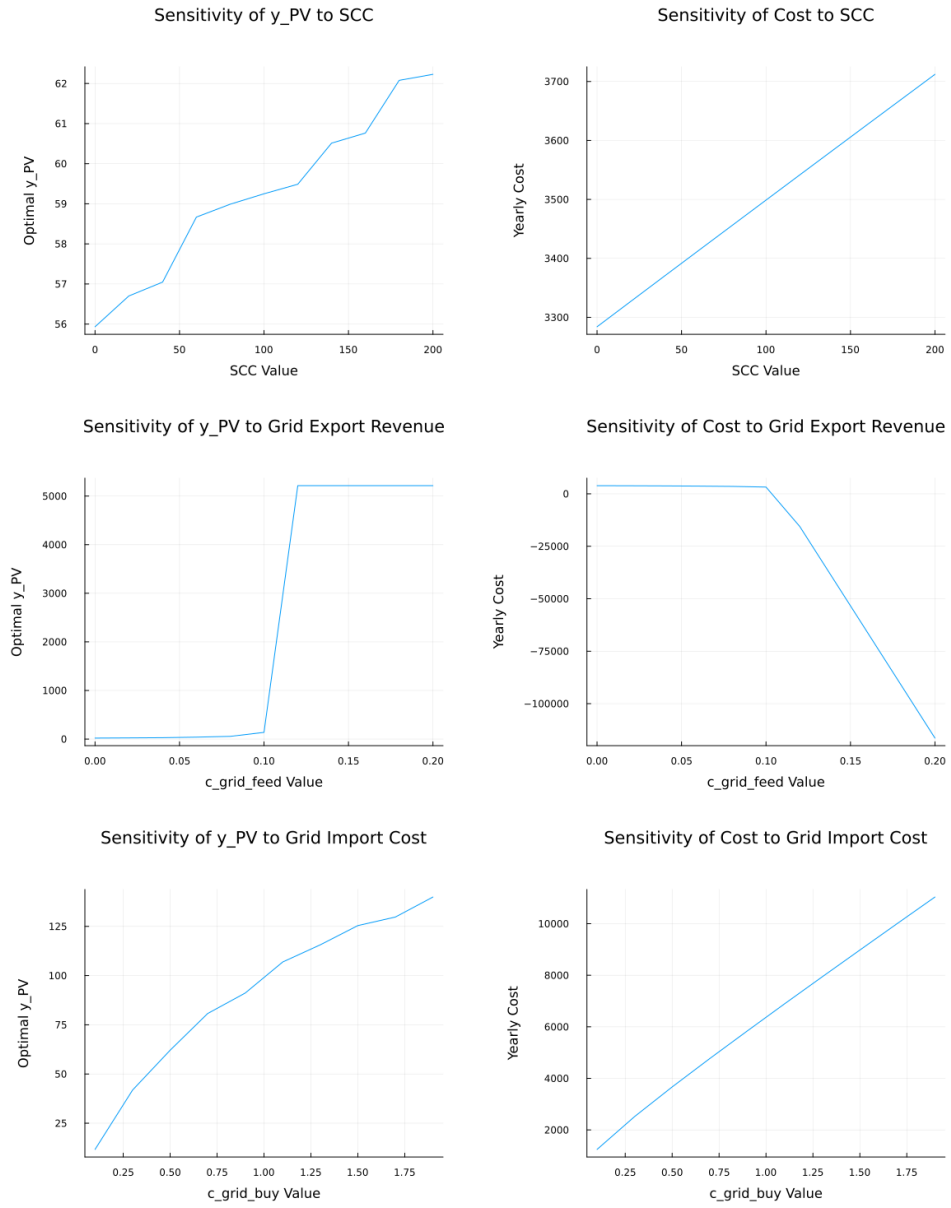 Sensitivity of y_PV to SCC
Optimal y_PV
62
61
60
59
58
57
56
0 50 100 150 200
SCC Value
Sensitivity of Cost to SCC
Yearly Cost
3700
3600
3500
3400
3300
0 50 100 150 200
SCC Value
Sensitivity of y_PV to Grid Export Revenue
Optimal y_PV
5000
4000
3000
2000
1000
0
0.00 0.05 0.10 0.15 0.20
c_grid_feed Value
Sensitivity of Cost to Grid Export Revenue
Yearly Cost
0
−25000
−50000
−75000
−100000
0.00 0.05 0.10 0.15 0.20
c_grid_feed Value
Sensitivity of y_PV to Grid Import Cost
Optimal y_PV
125
100
75
50
25
0.25 0.50 0.75 1.00 1.25 1.50 1.75
c_grid_buy Value
Sensitivity of Cost to Grid Import Cost
Yearly Cost
10000
8000
6000
4000
2000
0.25 0.50 0.75 1.00 1.25 1.50 1.75
c_grid_buy Value